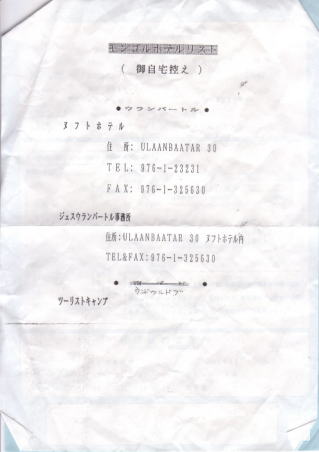 モンゴルホテルリスト
( 御自宅控え )
●ウランバートル●
ヌフトホテル
住 所: ULAANBAATAR 30
TEL: 976-1-23231
FAX: 976-1-325630
ジェスウランバートル事務所
住所:ULAANBAATAR 30 ヌフトホテル内
TEL&FAX:976-1-325630
● ●
ウンドゥルドブ
ツーリストキャンプ